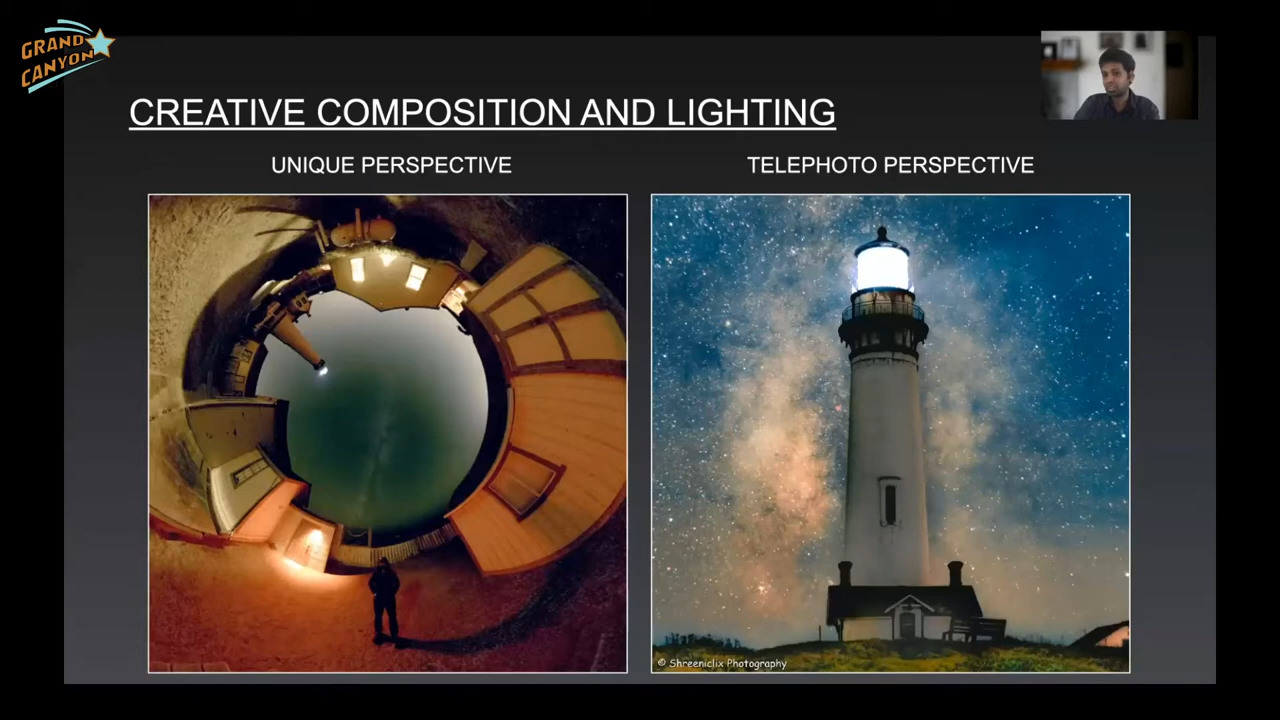 GRAND
CANYON
CREATIVE COMPOSITION AND LIGHTING
UNIQUE PERSPECTIVE
TELEPHOTO PERSPECTIVE
© Shreeniclix Photography